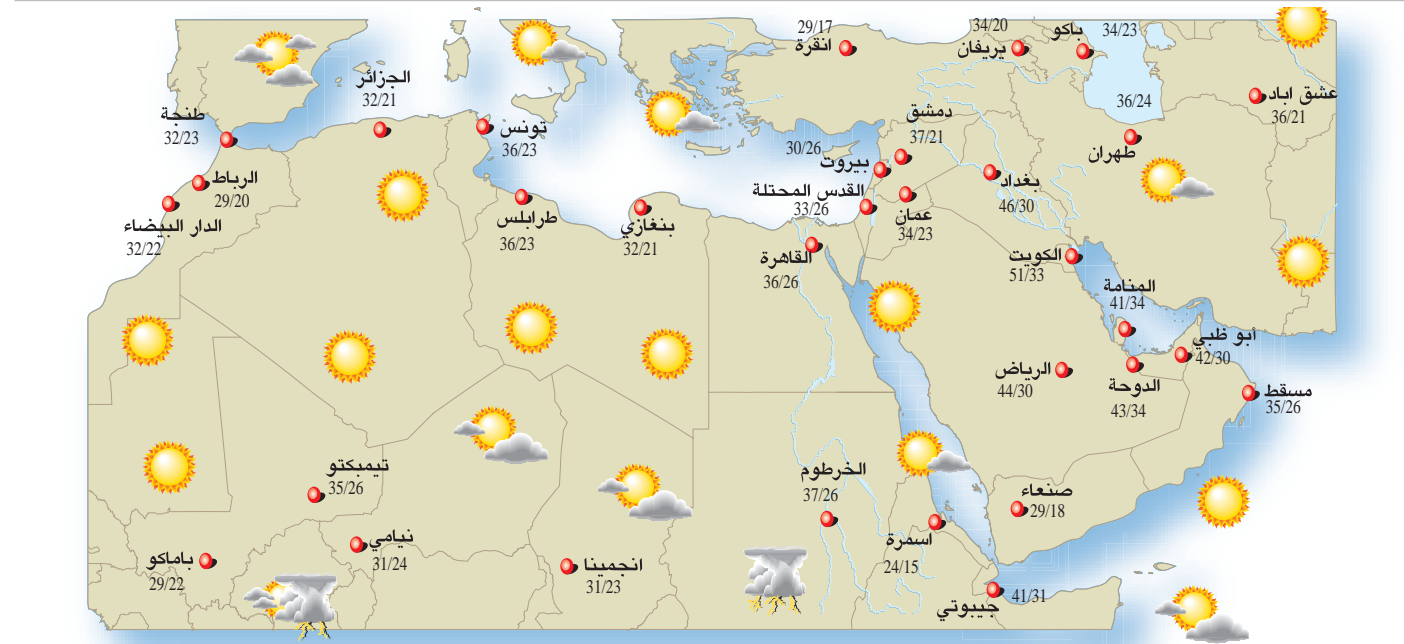 29/17
انقرة
34/20
يريفان
باكو
34/23
عشق اباد
36/21
36/24
طهران
الجزائر
32/21
طنجة
32/23
تونس
36/23
دمشق
37/21
30/26
بيروت
بغداد
46/30
الرباط
29/20
القدس المحتلة
33/26
عمان
34/23
الدار البيضاء
32/22
طرابلس
36/23
بنغازي
32/21
القاهرة
36/26
الكويت
51/33
المنامة
41/34
أبو ظبي
42/30
الرياض
44/30
الدوحة
43/34
مسقط
35/26
تيمبكتو
35/26
الخرطوم
37/26
صنعاء
29/18
اسمرة
24/15
نيامي
31/24
باماكو
29/22
انجمينا
31/23
جيبوتي
41/31